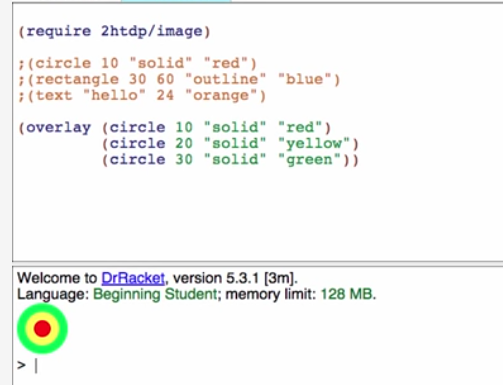 (require 2htdp/image)
;(circle 10 "solid" "red")
;(rectangle 30 60 "outline" "blue")
;(text "hello" 24 "orange")
(overlay (circle 10 "solid" "red")
(circle 20 "solid" "yellow")
(circle 30 "solid" "green"))
Welcome to DrRacket, version 5.3.1 [3m].
Language: Beginning Student; memory limit: 128 MB.
>